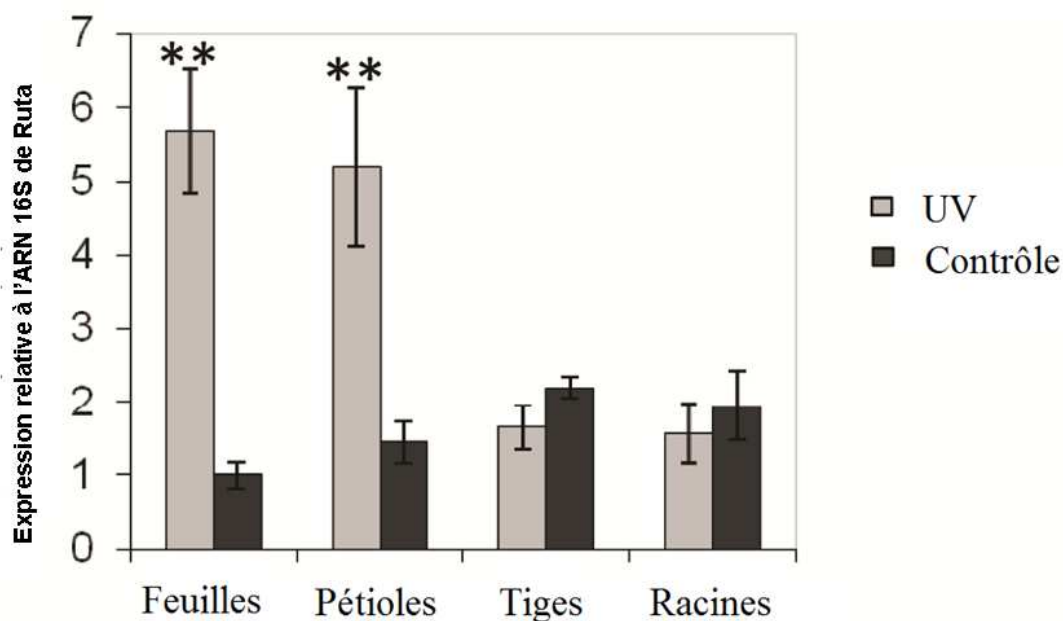 Expression relative à l'ARN 16S de Ruta
7
6
5
4
3
2
1
0
**
**
Feuilles
Pétioles
Tiges
Racines
UV
Contrôle